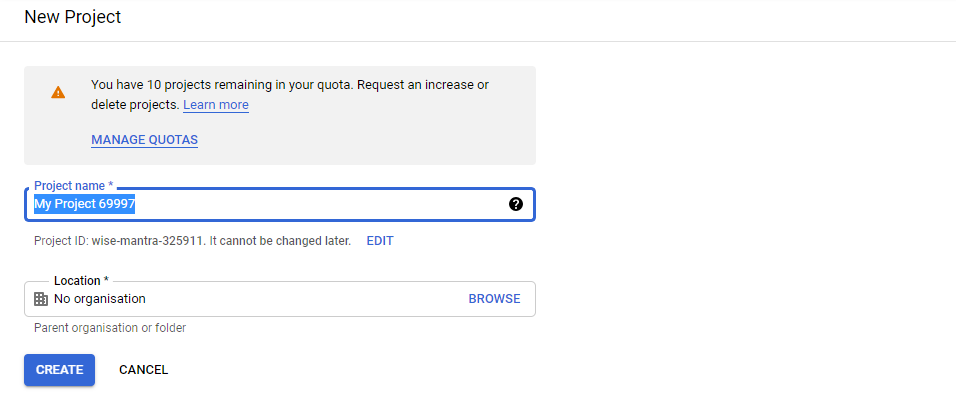 New Project
You have 10 projects remaining in your quota. Request an increase or
delete projects. Learn more
MANAGE QUOTAS
Project name *
My Project 69997
Project ID: wise-mantra-325911. It cannot be changed later. EDIT
Location *
No organisation BROWSE
Parent organisation or folder
CREATE CANCEL